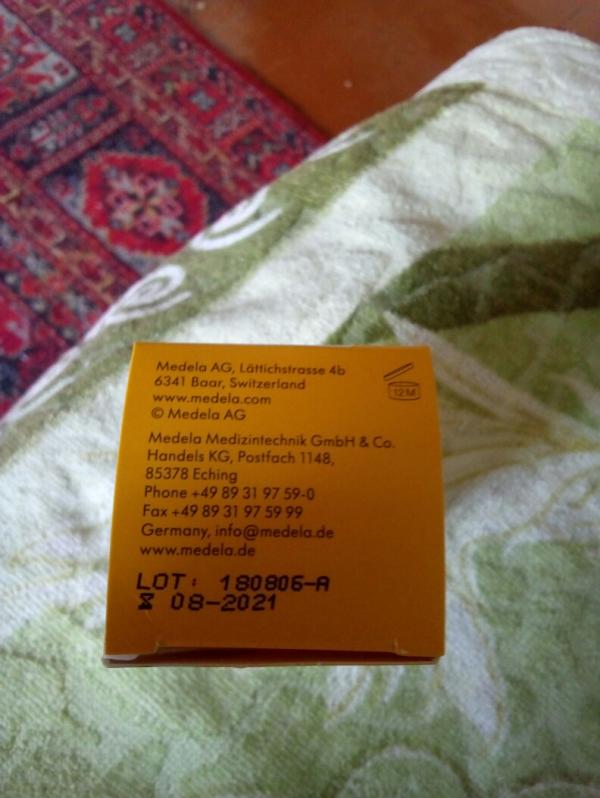 Medela AG, Lättichstrasse 4b
6341 Baar, Switzerland
www.medela.com
© Medela AG
12M
Medela Medizintechnik GmbH & Co.
Handels KG, Postfach 1148,
85378 Eching
Phone +49 89 31 97 59-0
Fax +49 89 31 97 59 99
Germany, info@medela.de
www.medela.de
LOT: 180806-A
08-2021